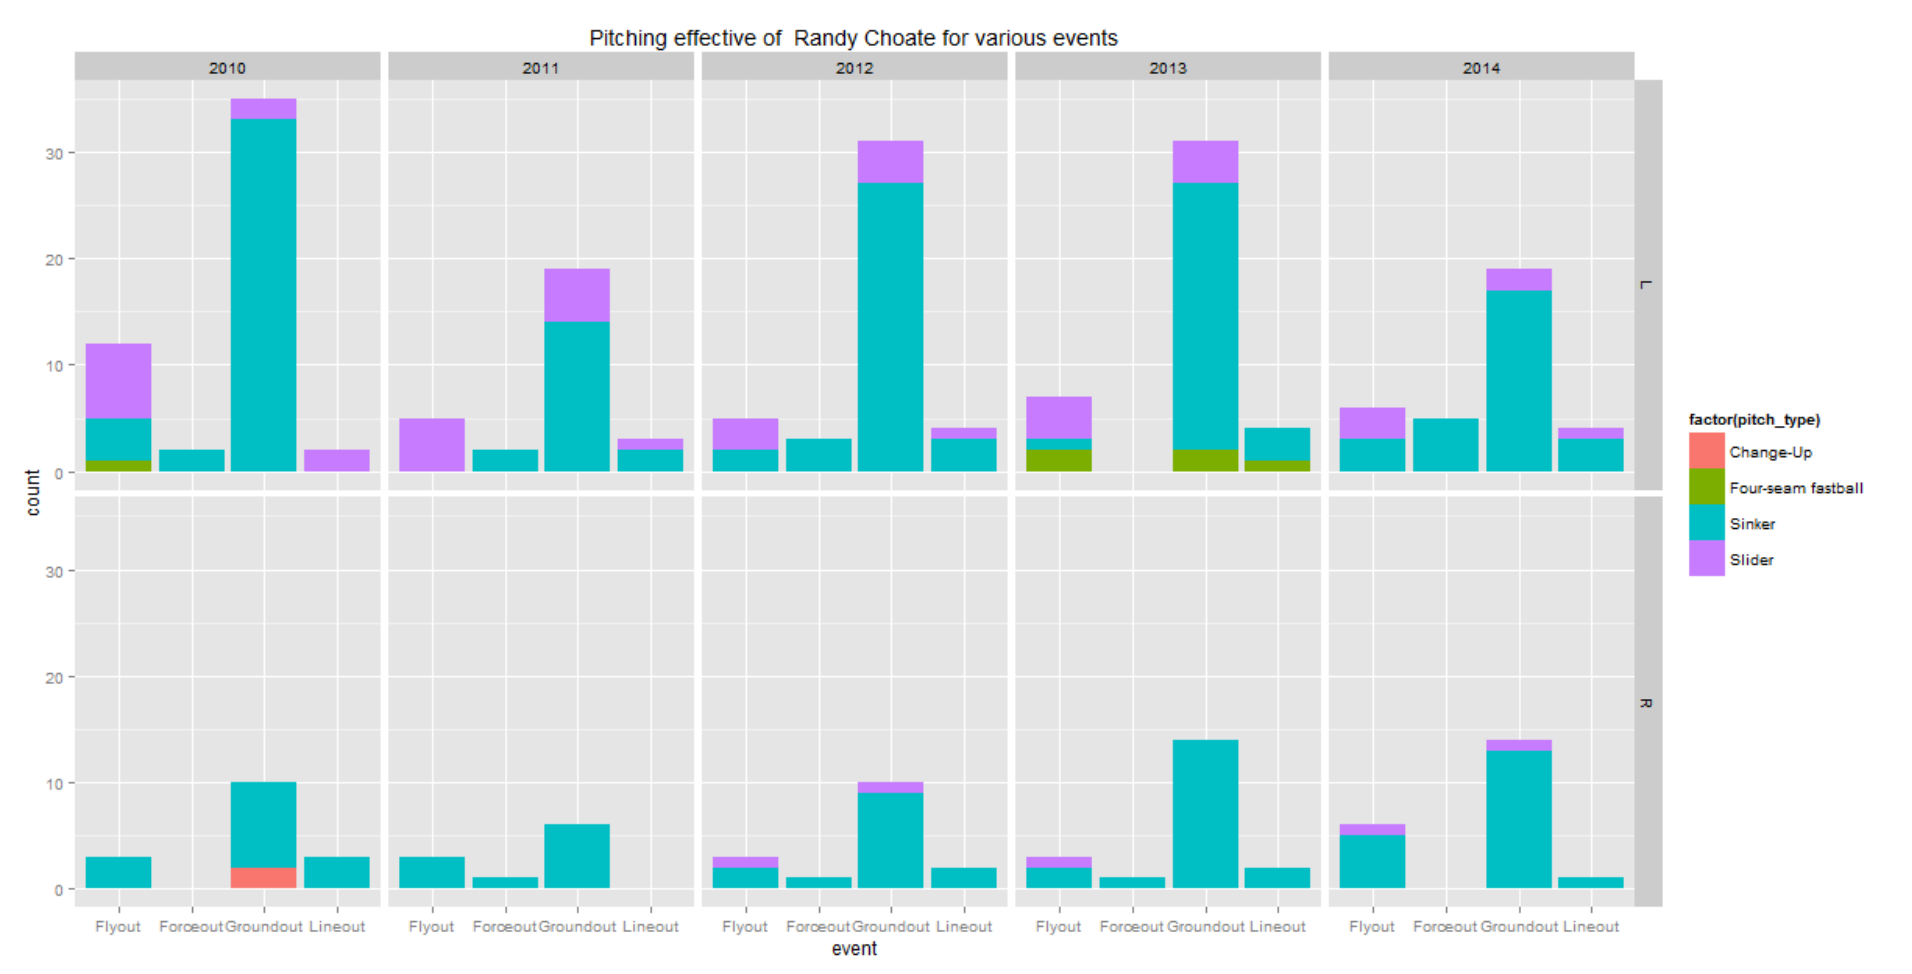 Pitching effective of  Randy Choate for various events
2010 2011 2012 2013 2014
30
20
10
0
L
count
30
20
10
0
R
Flyout Forceout Groundout Lineout Flyout Forceout Groundout Lineout Flyout Forceout Groundout Lineout Flyout Forceout Groundout Lineout Flyout Forceout Groundout Lineout
event
factor(pitch_type)
Change-Up
Four-seam fastball
Sinker
Slider